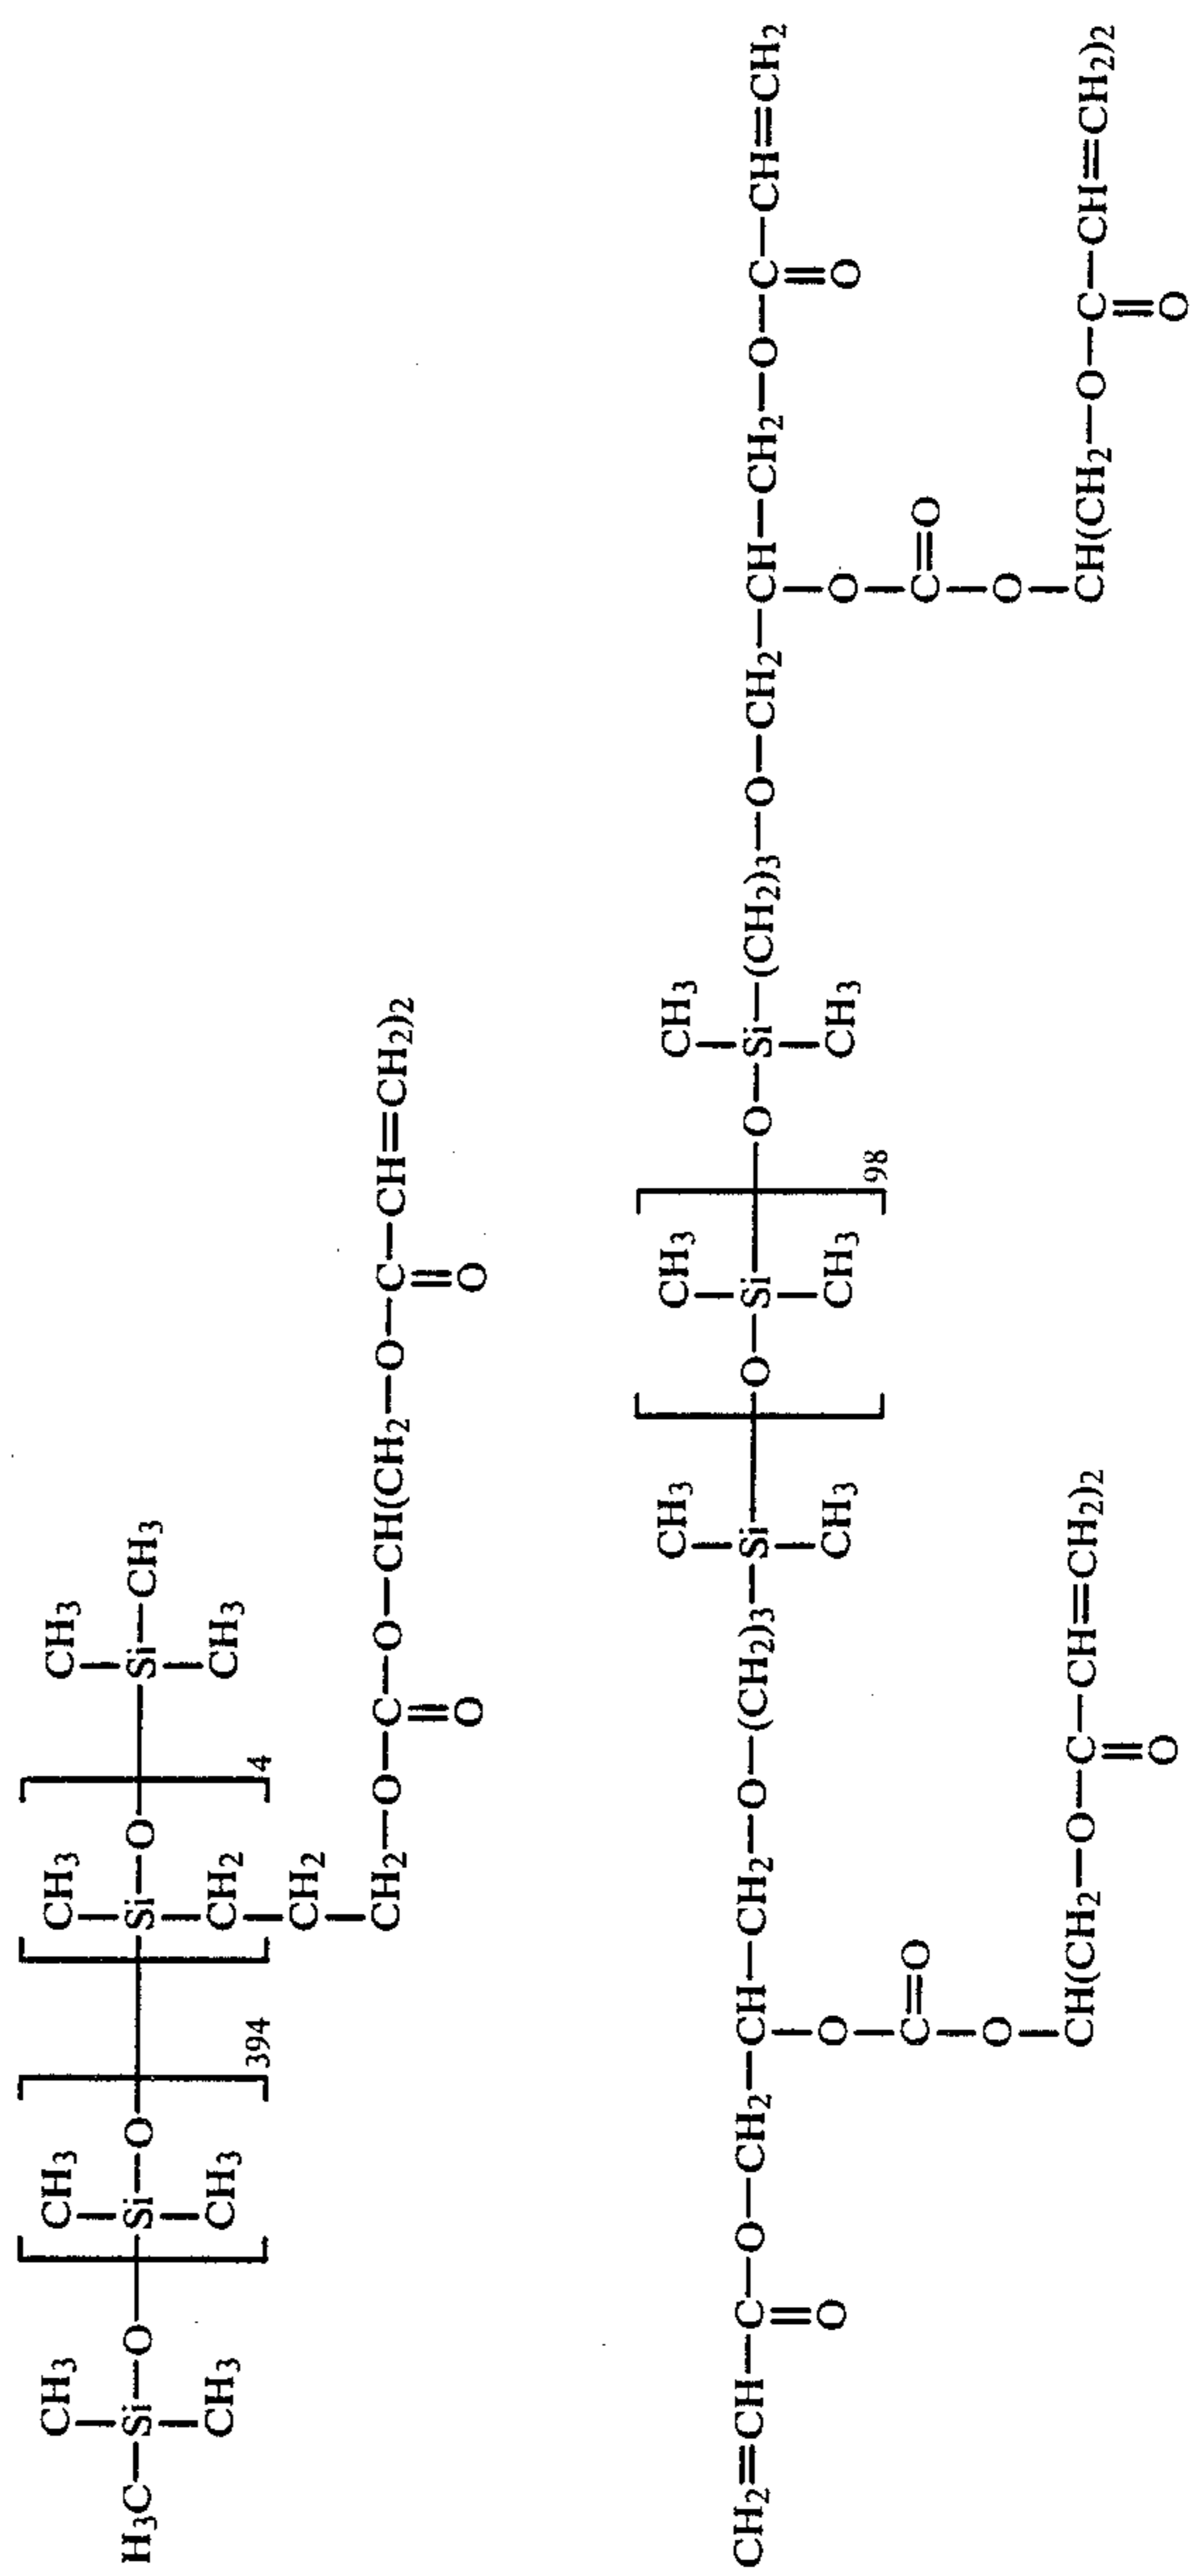 CH3 CH3 CH3 CH3
H3C—Si—O—[Si—O]394—[Si—O]4—Si—CH3
CH3 CH3 CH2 CH3
CH2
CH2—O—C—O—CH(CH2—O—C—CH=CH2)2
O O
CH3 CH3 CH3
CH2=CH—C—O—CH2—CH—CH2—O—(CH2)3—Si—[O—Si]98—O—Si—(CH2)3—O—CH2—CH—CH2—O—C—CH=CH2
O O CH3 CH3 CH3 O O
C=O C=O
O O
CH(CH2—O—C—CH=CH2)2 CH(CH2—O—C—CH=CH2)2
O O